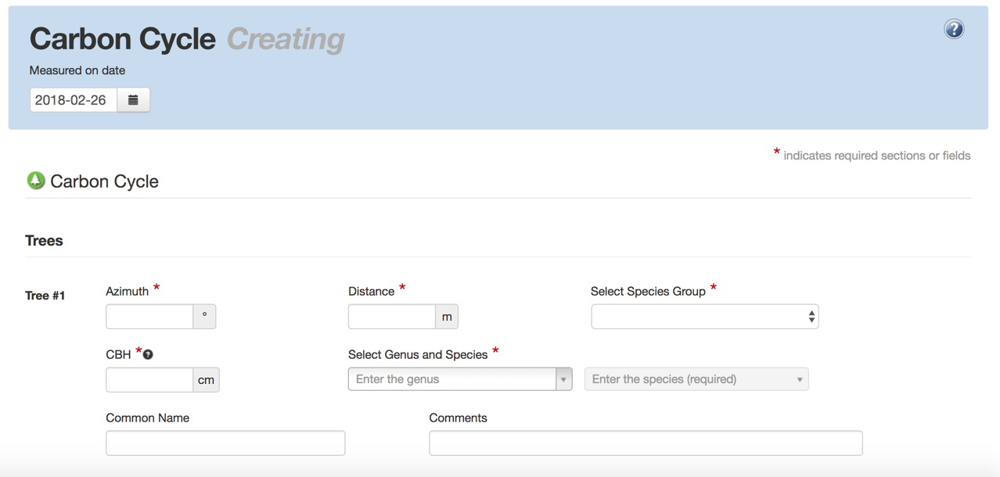 Carbon Cycle Creating
?
Measured on date
2018-02-26
* indicates required sections or fields
Carbon Cycle
Trees
Tree #1
Azimuth *
Distance *
Select Species Group *
°
m
CBH *?
Select Genus and Species *
cm
Enter the genus
Enter the species (required)
Common Name
Comments